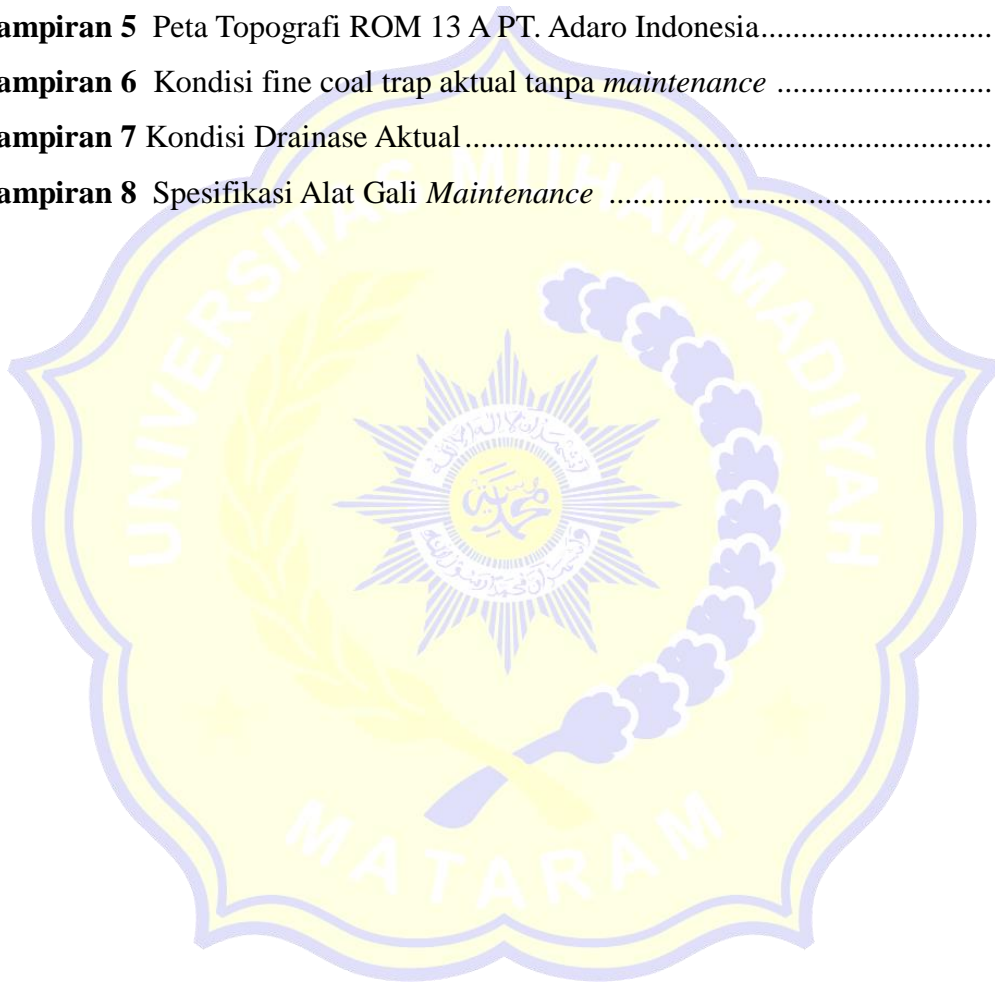 ampiran 5 Peta Topografi ROM 13 A PT. Adaro Indonesia.............................
ampiran 6 Kondisi fine coal trap aktual tanpa maintenance ...........................
ampiran 7 Kondisi Drainase Aktual..................................................................
ampiran 8 Spesifikasi Alat Gali Maintenance ................................................
UNIVERSITAS MUHAMMADIYAH
MATARAM